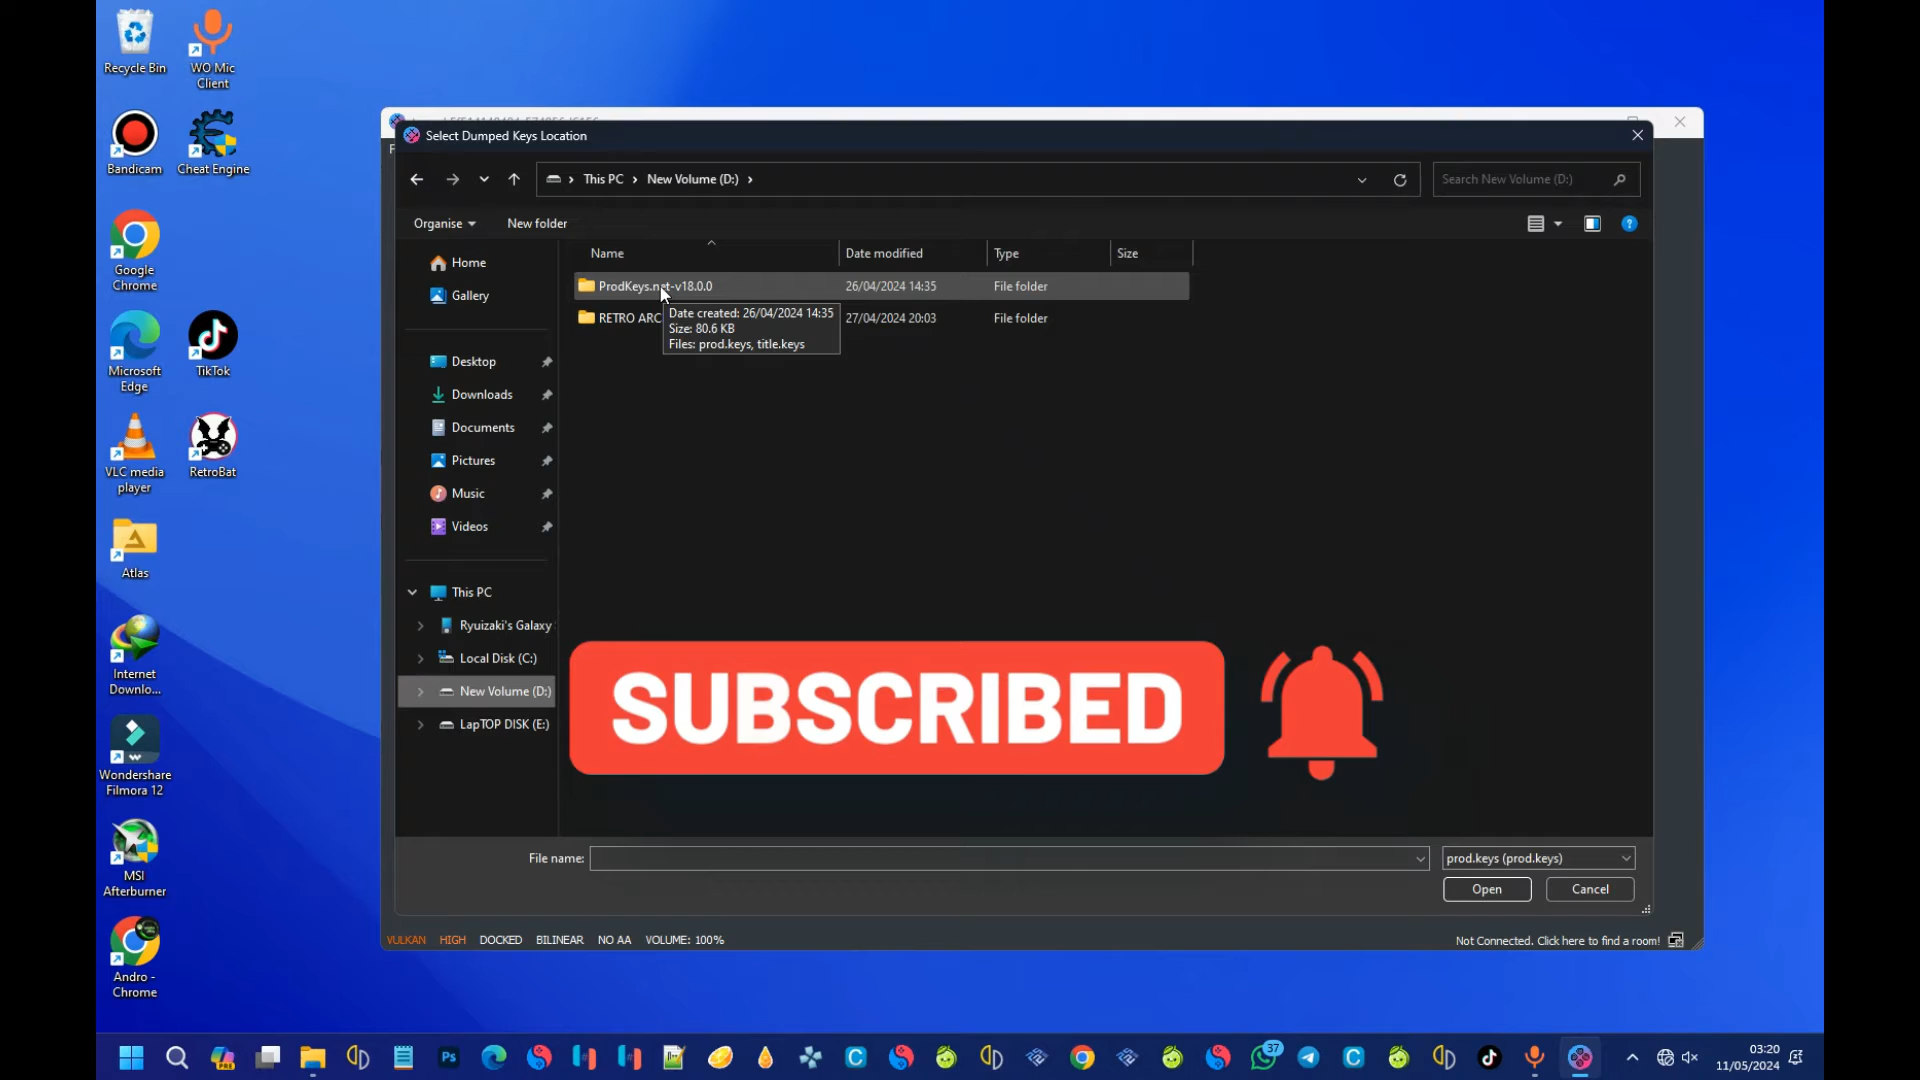 Recycle Bin
WO Mic
Client
Bandicam
Cheat Engine
Google
Chrome
Microsoft
Edge
TikTok
VLC media
player
RetroBat
Atlas
Internet
Downlo...
Wondershare
Filmora 12
MSI
Afterburner
Andro -
Chrome
Select Dumped Keys Location
This PC
New Volume (D:)
Search New Volume (D:)
Organise
New folder
Name
Date modified
Type
Size
ProdKeys.net-v18.0.0
26/04/2024 14:35
File folder
RETRO ARC
27/04/2024 20:03
File folder
Date created: 26/04/2024 14:35
Size: 80.6 KB
Files: prod.keys, title.keys
Home
Gallery
Desktop
Downloads
Documents
Pictures
Music
Videos
This PC
Ryuizaki's Galaxy
Local Disk (C:)
New Volume (D:)
LapTOP DISK (E:)
SUBSCRIBED
File name:
prod.keys (prod.keys)
Open
Cancel
VULKAN HIGH DOCKED BILINEAR NO AA VOLUME: 100%
Not Connected. Click here to find a room!
PRE
Ps
37
03:20
11/05/2024